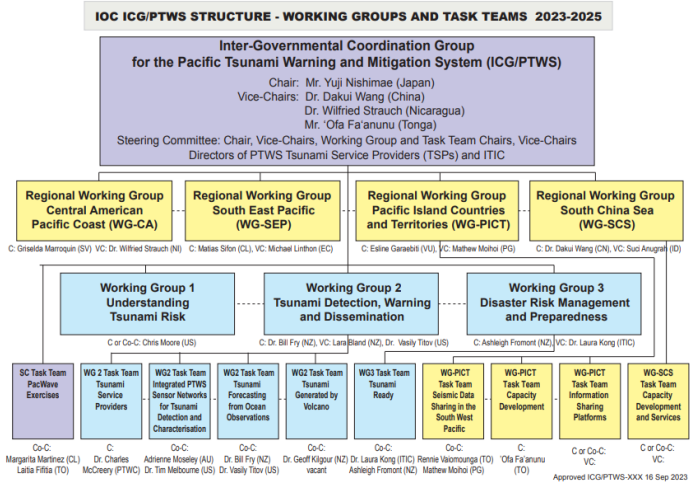 IOC ICG/PTWS STRUCTURE - WORKING GROUPS AND TASK TEAMS 2023-2025
Inter-Governmental Coordination Group
for the Pacific Tsunami Warning and Mitigation System (ICG/PTWS)
Chair: Mr. Yuji Nishimae (Japan)
Vice-Chairs: Dr. Dakui Wang (China)
Dr. Wilfried Strauch (Nicaragua)
Mr. 'Ofa Fa'anunu (Tonga)
Steering Committee: Chair, Vice-Chairs, Working Group and Task Team Chairs, Vice-Chairs
Directors of PTWS Tsunami Service Providers (TSPs) and ITIC
Regional Working Group
Central American
Pacific Coast (WG-CA)
C: Griselda Marroquin (SV) VC: Dr. Wilfried Strauch (NI)
Regional Working Group
South East Pacific
(WG-SEP)
C: Matias Sifon (CL), VC: Michael Linthon (EC)
Regional Working Group
Pacific Island Countries
and Territories (WG-PICT)
C: Esline Garaebiti (VU), VC: Mathew Moihoi (PG)
Regional Working Group
South China Sea
(WG-SCS)
C: Dr. Dakui Wang (CN), VC: Suci Anugrah (ID)
Working Group 1
Understanding
Tsunami Risk
C or Co-C: Chris Moore (US)
Working Group 2
Tsunami Detection, Warning
and Dissemination
C: Dr. Bill Fry (NZ), VC: Lara Bland (NZ), Dr. Vasily Titov (US)
Working Group 3
Disaster Risk Management
and Preparedness
C: Ashleigh Fromont (NZ), VC: Dr. Laura Kong (ITIC)
SC Task Team
PacWave
Exercises
Co-C:
Margarita Martinez (CL)
Laitia Fifitia (TO)
WG 2 Task Team
Tsunami
Service
Providers
C:
Dr. Charles
McCreery (PTWC)
WG2 Task Team
Integrated PTWS
Sensor Networks
for Tsunami
Detection and
Characterisation
Co-C:
Adrienne Moseley (AU)
Dr. Tim Melbourne (US)
WG2 Task Team
Tsunami
Forecasting
from Ocean
Observations
Co-C:
Dr. Bill Fry (NZ)
Dr. Vasily Titov (US)
WG2 Task Team
Tsunami
Generated by
Volcano
Co-C:
Dr. Geoff Kilgour (NZ)
vacant
WG3 Task Team
Tsunami
Ready
Co-C:
Dr. Laura Kong (ITIC)
Ashleigh Fromont (NZ)
WG-PICT
Task Team
Seismic Data
Sharing in the
South West
Pacific
Co-C:
Rennie Vaiomounga (TO)
Mathew Moihoi (PG)
WG-PICT
Task Team
Capacity
Development
C:
'Ofa Fa'anunu
(TO)
WG-PICT
Task Team
Information
Sharing
Platforms
C or Co-C:
VC:
WG-SCS
Task Team
Capacity
Development
and Services
C or Co-C:
VC:
Approved ICG/PTWS-XXX 16 Sep 2023